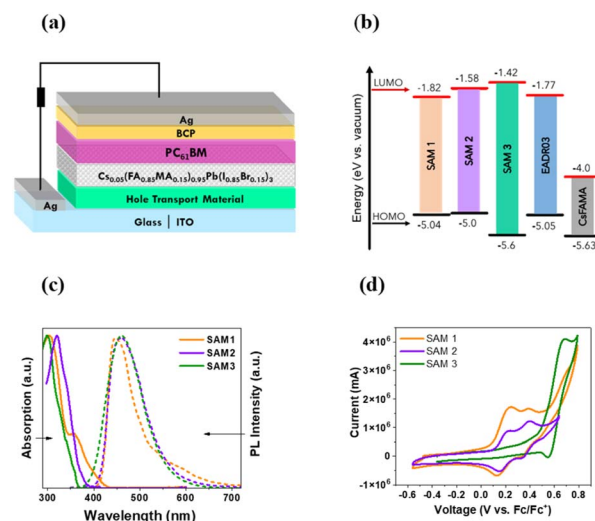 (a)
Ag
BCP
PC₆₁BM
Cs₀.₀₅(FA₀.₈₅MA₀.₁₅)₀.₉₅Pb(I₀.₈₅Br₀.₁₅)₃
Hole Transport Material
Ag
Glass | ITO
(b)
Energy (eV vs. vacuum)
LUMO
HOMO
-1.82
-1.58
-1.42
-1.77
-4.0
SAM 1
SAM 2
SAM 3
EADR03
CsFAMA
-5.04
-5.0
-5.6
-5.05
-5.63
(c)
Absorption (a.u.)
SAM1
SAM2
SAM3
PL Intensity (a.u.)
300 400 500 600 700
Wavelength (nm)
(d)
Current (mA)
SAM 1
SAM 2
SAM 3
4×10⁶
3×10⁶
2×10⁶
1×10⁶
0
-1×10⁶
-0.6 -0.4 -0.2 0.0 0.2 0.4 0.6 0.8
Voltage (V vs. Fc/Fc⁺)